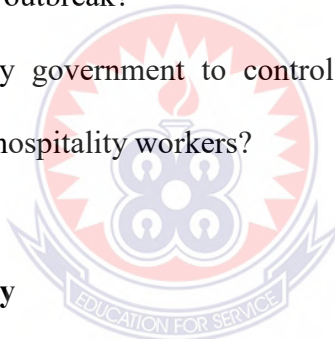 outbreak?
y government to control
hospitality workers?
y
EDUCATION FOR SERVICE